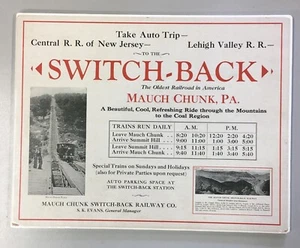 Take Auto Trip—
Central R. R. of New Jersey— Lehigh Valley R. R.—
TO THE
SWITCH-BACK
The Oldest Railroad in America
MAUCH CHUNK, PA.
A Beautiful, Cool, Refreshing Ride through the Mountains
to the Coal Region
TRAINS RUN DAILY A. M. P. M.
Leave Mauch Chunk . . . 8:20 10:20 12:20 2:20 4:20
Arrive Summit Hill . . . 9:00 11:00 1:00 3:00 5:00
Leave Summit Hill . . . 9:15 11:15 1:15 3:15 5:15
Arrive Mauch Chunk . . . 9:40 11:40 1:40 3:40 5:40
Special Trains on Sundays and Holidays
(also for Private Parties upon request)
AUTO PARKING SPACE AT
THE SWITCH-BACK STATION
MAUCH CHUNK SWITCH-BACK RAILWAY CO.
S. E. EVANS, General Manager